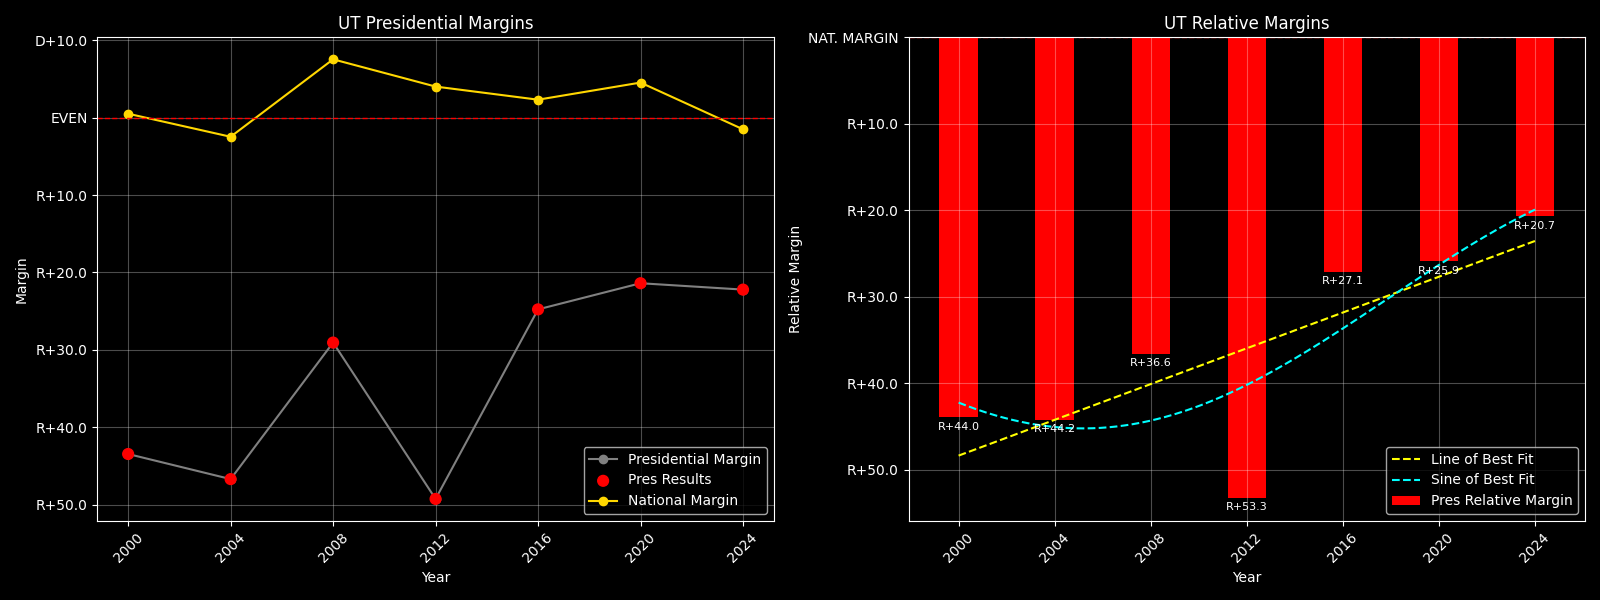 UT Presidential Margins
D+10.0
EVEN
R+10.0
R+20.0
R+30.0
R+40.0
R+50.0
Margin
2000
2004
2008
2012
2016
2020
2024
Year
Presidential Margin
Pres Results
National Margin
UT Relative Margins
NAT. MARGIN
R+10.0
R+20.0
R+30.0
R+40.0
R+50.0
Relative Margin
R+44.0
R+44.2
R+36.6
R+53.3
R+27.1
R+25.9
R+20.7
2000
2004
2008
2012
2016
2020
2024
Year
Line of Best Fit
Sine of Best Fit
Pres Relative Margin